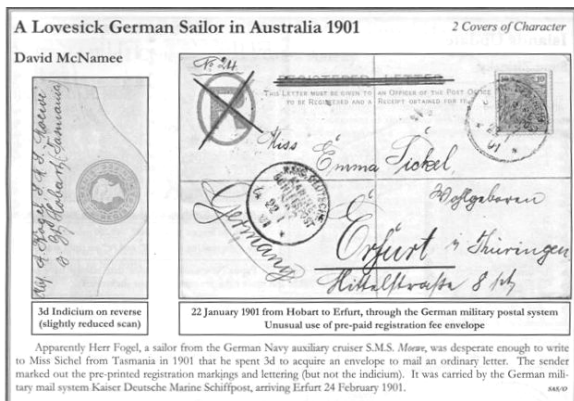 A Lovesick German Sailor in Australia 1901
2 Covers of Character
David McNamee
No 24
REGISTERED LETTER
THIS LETTER MUST BE GIVEN TO AN OFFICER OF THE POST OFFICE
TO BE REGISTERED AND A RECEIPT OBTAINED FOR IT.
R
Miss Emma Sickel,
Wohlgeboren
Erfurt
Thüringen
Germany
22
1
3d Indicium on reverse
(slightly reduced scan)
22 January 1901 from Hobart to Erfurt, through the German military postal system
Unusual use of pre-paid registration fee envelope
Apparently Herr Fogel, a sailor from the German Navy auxiliary cruiser S.M.S. Moewe, was desperate enough to write
to Miss Sichel from Tasmania in 1901 that he spent 3d to acquire an envelope to mail an ordinary letter. The sender
marked out the pre-printed registration markings and lettering (but not the indicium). It was carried by the German mili-
tary mail system Kaiser Deutsche Marine Schiffpost, arriving Erfurt 24 February 1901.